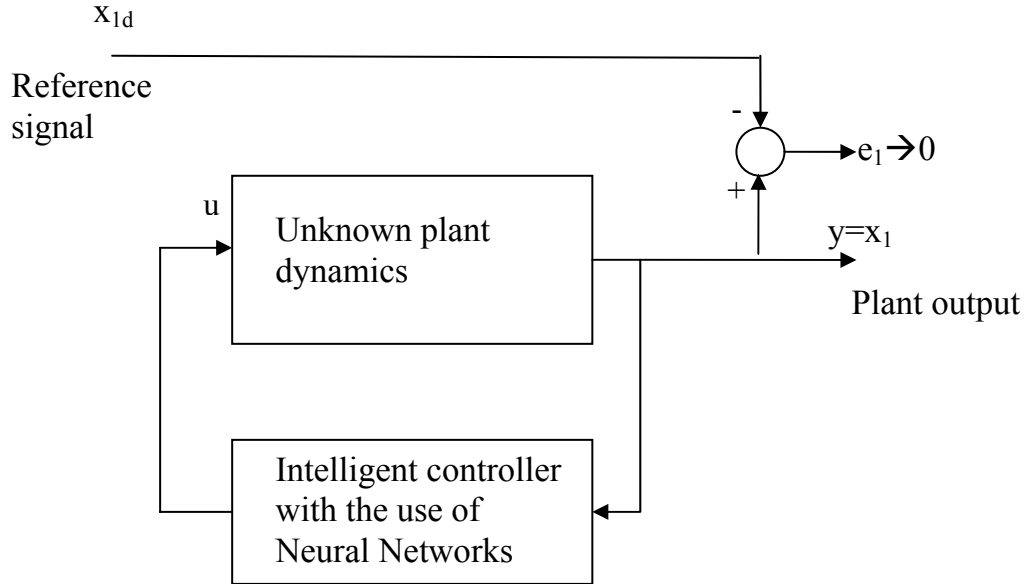 x1d
Reference
signal
-
e1→0
+
u
Unknown plant
dynamics
y=x1
Plant output
Intelligent controller
with the use of
Neural Networks